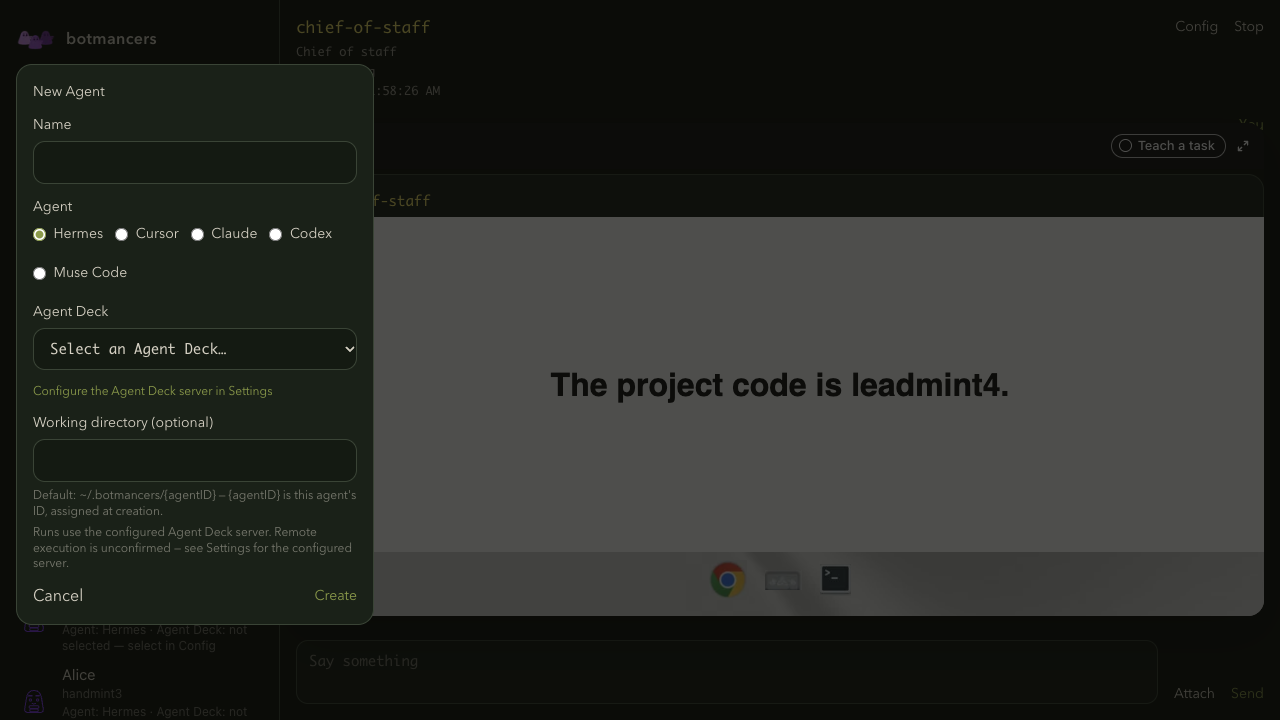 botmancers
chief-of-staff
Chief of staff
:58:26 AM
Config
Stop
New Agent
Name
Agent
Hermes
Cursor
Claude
Codex
Muse Code
Agent Deck
Select an Agent Deck…
Configure the Agent Deck server in Settings
Working directory (optional)
Default: ~/.botmancers/{agentID} — {agentID} is this agent's
ID, assigned at creation.
Runs use the configured Agent Deck server. Remote
execution is unconfirmed — see Settings for the configured
server.
Cancel
Create
Agent: Hermes · Agent Deck: not
selected — select in Config
Alice
handmint3
Agent: Hermes · Agent Deck: not
You
Teach a task
f-staff
The project code is leadmint4.
Say something
Attach
Send